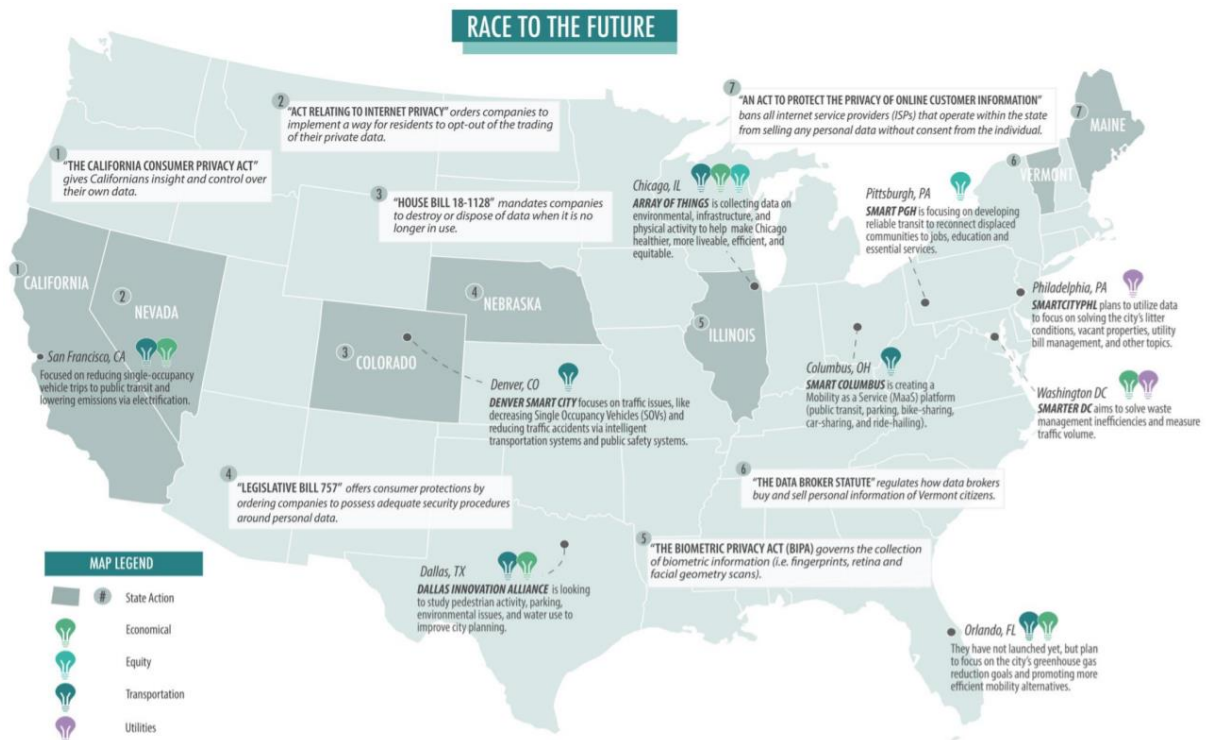 RACE TO THE FUTURE
2
"ACT RELATING TO INTERNET PRIVACY" orders companies to
implement a way for residents to opt-out of the trading
of their private data.
7
"AN ACT TO PROTECT THE PRIVACY OF ONLINE CUSTOMER INFORMATION"
bans all internet service providers (ISPs) that operate within the state
from selling any personal data without consent from the individual.
7
MAINE
1
"THE CALIFORNIA CONSUMER PRIVACY ACT"
gives Californians insight and control over
their own data.
6
VERMONT
3
"HOUSE BILL 18-1128" mandates companies
to destroy or dispose of data when it is no
longer in use.
Chicago, IL
ARRAY OF THINGS is collecting data on
environmental, infrastructure, and
physical activity to help make Chicago
healthier, more liveable, efficient, and
equitable.
Pittsburgh, PA
SMART PGH is focusing on developing
reliable transit to reconnect displaced
communities to jobs, education and
essential services.
1
CALIFORNIA
2
NEVADA
4
NEBRASKA
3
COLORADO
5
ILLINOIS
Philadelphia, PA
SMARTCITYPHL plans to utilize data
to focus on solving the city's litter
conditions, vacant properties, utility
bill management, and other topics.
San Francisco, CA
Focused on reducing single-occupancy
vehicle trips to public transit and
lowering emissions via electrification.
Denver, CO
DENVER SMART CITY focuses on traffic issues, like
decreasing Single Occupancy Vehicles (SOVs) and
reducing traffic accidents via intelligent
transportation systems and public safety systems.
Columbus, OH
SMART COLUMBUS is creating a
Mobility as a Service (MaaS) platform
(public transit, parking, bike-sharing,
car-sharing, and ride-hailing).
Washington DC
SMARTER DC aims to solve waste
management inefficiencies and measure
traffic volume.
4
"LEGISLATIVE BILL 757" offers consumer protections by
ordering companies to possess adequate security procedures
around personal data.
6
"THE DATA BROKER STATUTE" regulates how data brokers
buy and sell personal information of Vermont citizens.
5
"THE BIOMETRIC PRIVACY ACT (BIPA) governs the collection
of biometric information (i.e. fingerprints, retina and
facial geometry scans).
Dallas, TX
DALLAS INNOVATION ALLIANCE is looking
to study pedestrian activity, parking,
environmental issues, and water use to
improve city planning.
Orlando, FL
They have not launched yet, but plan
to focus on the city's greenhouse gas
reduction goals and promoting more
efficient mobility alternatives.
MAP LEGEND
# State Action
Economical
Equity
Transportation
Utilities